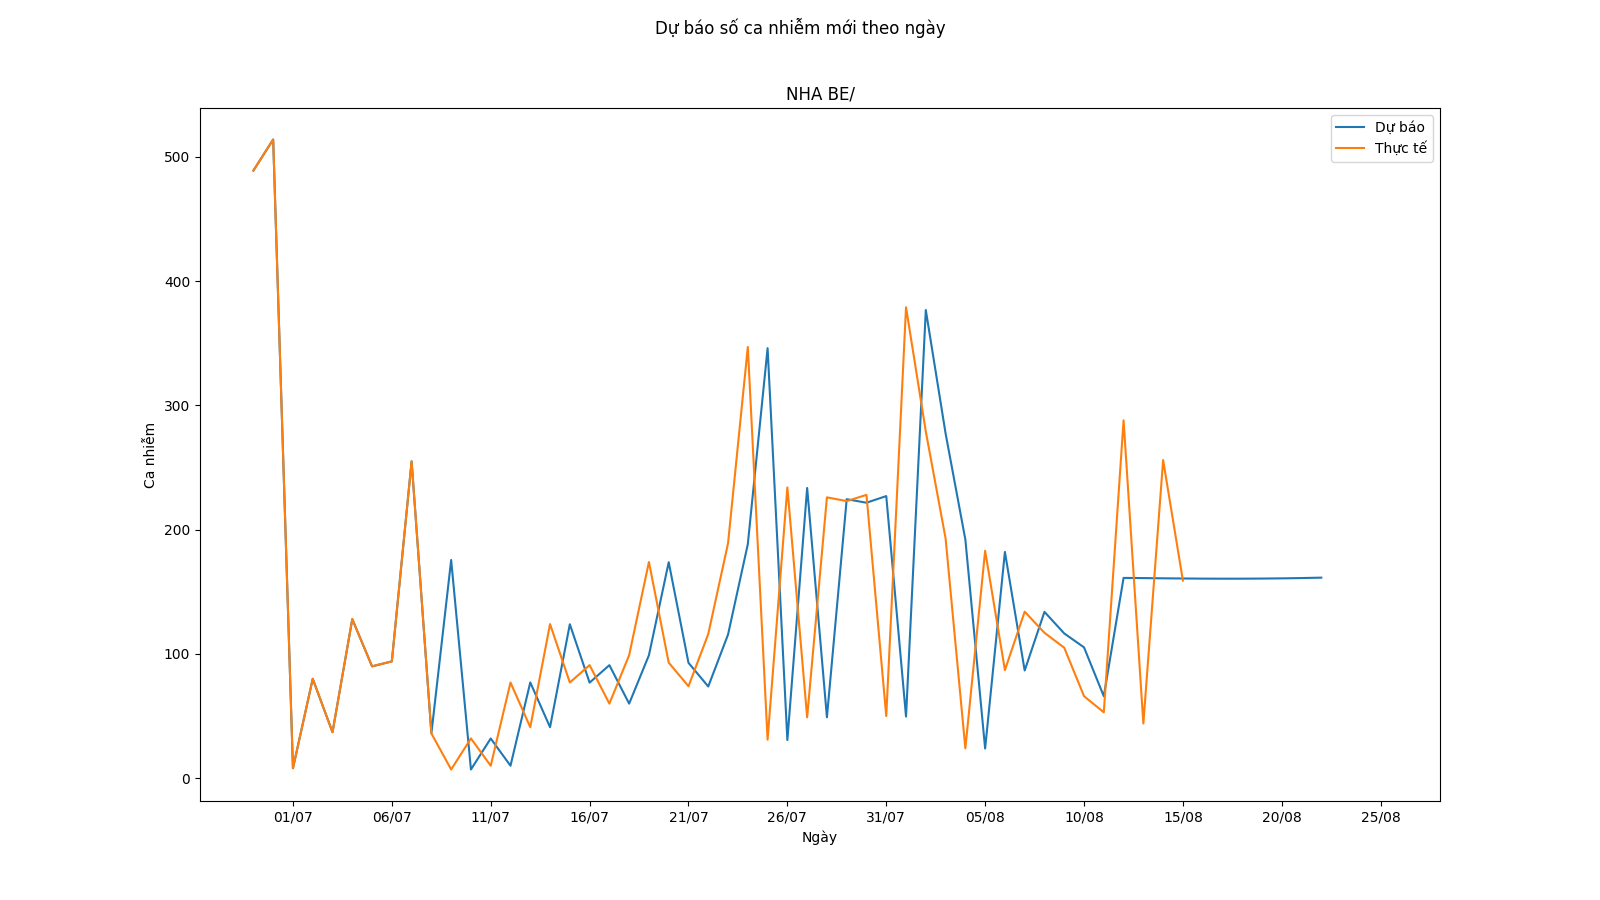 Dự báo số ca nhiễm mới theo ngày
NHA BE/
Dự báo
Thực tế
500
400
300
200
100
0
Ca nhiễm
01/07 06/07 11/07 16/07 21/07 26/07 31/07 05/08 10/08 15/08 20/08 25/08
Ngày